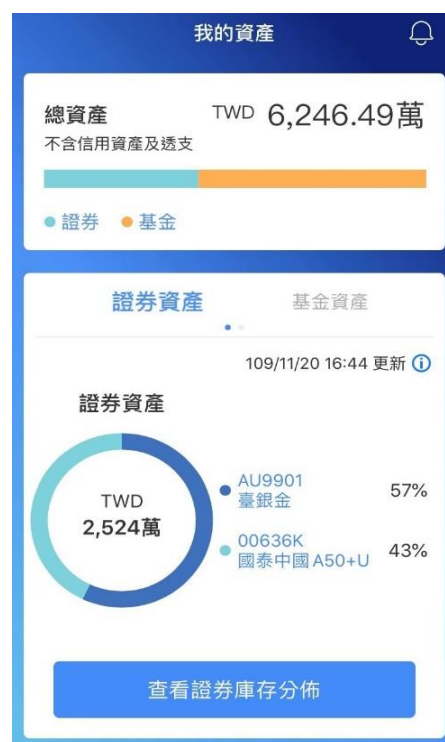 我的資產
總資產
TWD 6,246.49萬
不含信用資產及透支
證券 基金
證券資產 基金資產
109/11/20 16:44 更新
證券資產
TWD
2,524萬
AU9901
臺銀金
57%
00636K
國泰中國A50+U
43%
查看證券庫存分佈